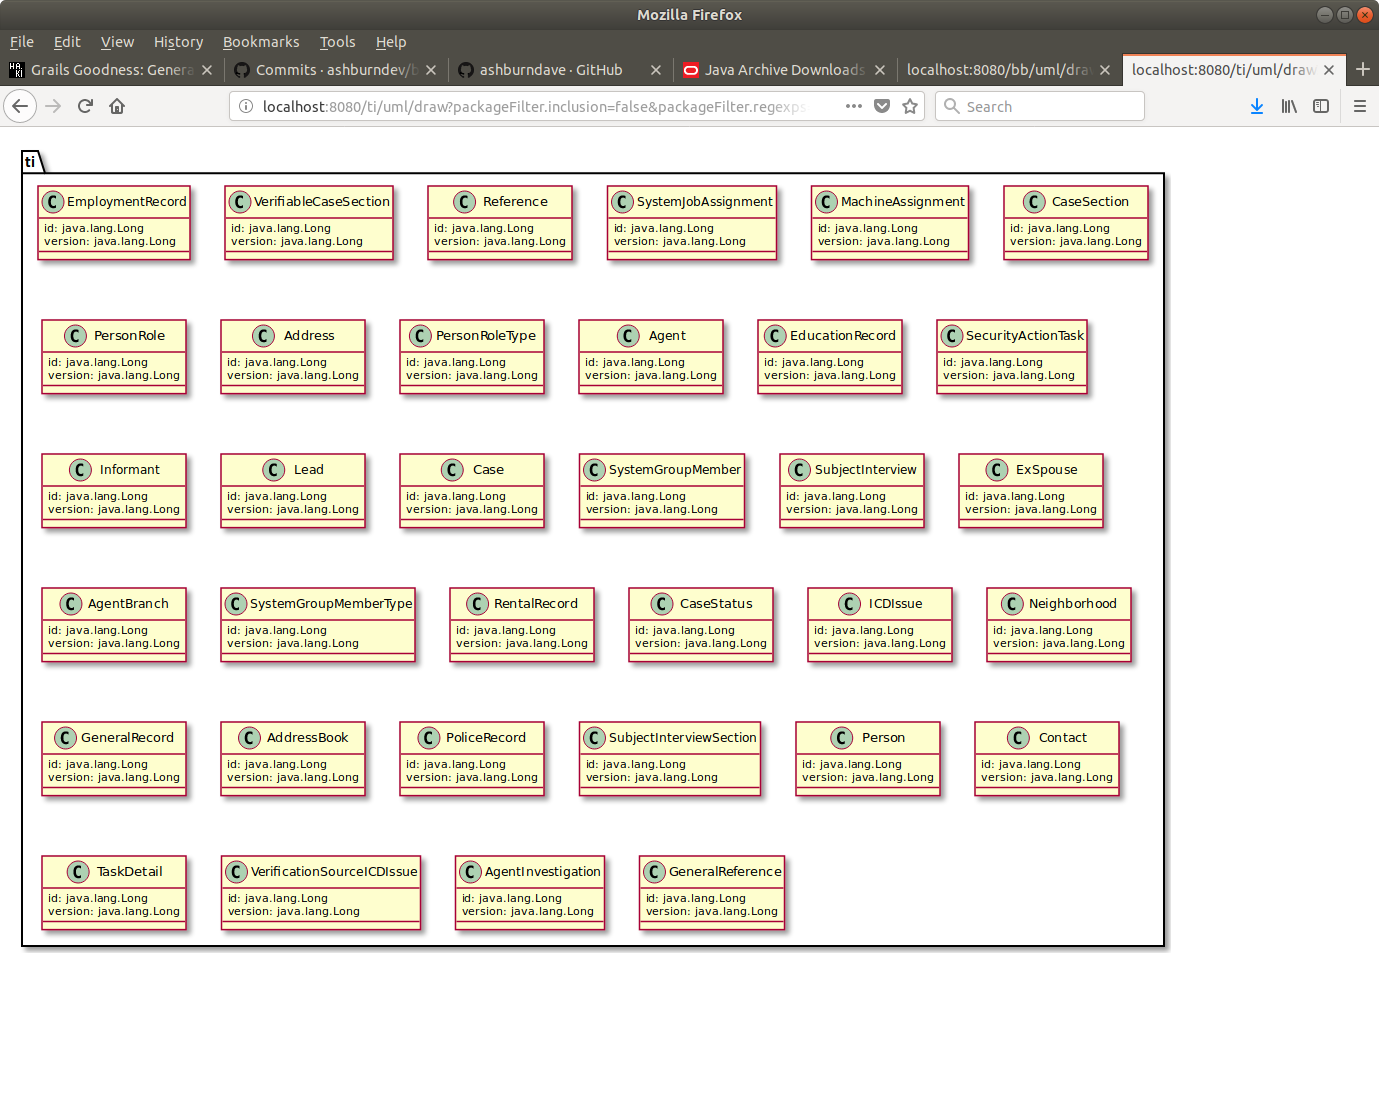 Mozilla Firefox
File Edit View History Bookmarks Tools Help
Grails Goodness: Genera
Commits · ashburndev/b
ashburndave · GitHub
Java Archive Downloads
localhost:8080/bb/uml/draw
localhost:8080/ti/uml/draw
localhost:8080/ti/uml/draw?packageFilter.inclusion=false&packageFilter.regexps
Search
ti
C EmploymentRecord
id: java.lang.Long
version: java.lang.Long
C VerifiableCaseSection
id: java.lang.Long
version: java.lang.Long
C Reference
id: java.lang.Long
version: java.lang.Long
C SystemJobAssignment
id: java.lang.Long
version: java.lang.Long
C MachineAssignment
id: java.lang.Long
version: java.lang.Long
C CaseSection
id: java.lang.Long
version: java.lang.Long
C PersonRole
id: java.lang.Long
version: java.lang.Long
C Address
id: java.lang.Long
version: java.lang.Long
C PersonRoleType
id: java.lang.Long
version: java.lang.Long
C Agent
id: java.lang.Long
version: java.lang.Long
C EducationRecord
id: java.lang.Long
version: java.lang.Long
C SecurityActionTask
id: java.lang.Long
version: java.lang.Long
C Informant
id: java.lang.Long
version: java.lang.Long
C Lead
id: java.lang.Long
version: java.lang.Long
C Case
id: java.lang.Long
version: java.lang.Long
C SystemGroupMember
id: java.lang.Long
version: java.lang.Long
C SubjectInterview
id: java.lang.Long
version: java.lang.Long
C ExSpouse
id: java.lang.Long
version: java.lang.Long
C AgentBranch
id: java.lang.Long
version: java.lang.Long
C SystemGroupMemberType
id: java.lang.Long
version: java.lang.Long
C RentalRecord
id: java.lang.Long
version: java.lang.Long
C CaseStatus
id: java.lang.Long
version: java.lang.Long
C ICDIssue
id: java.lang.Long
version: java.lang.Long
C Neighborhood
id: java.lang.Long
version: java.lang.Long
C GeneralRecord
id: java.lang.Long
version: java.lang.Long
C AddressBook
id: java.lang.Long
version: java.lang.Long
C PoliceRecord
id: java.lang.Long
version: java.lang.Long
C SubjectInterviewSection
id: java.lang.Long
version: java.lang.Long
C Person
id: java.lang.Long
version: java.lang.Long
C Contact
id: java.lang.Long
version: java.lang.Long
C TaskDetail
id: java.lang.Long
version: java.lang.Long
C VerificationSourceICDIssue
id: java.lang.Long
version: java.lang.Long
C AgentInvestigation
id: java.lang.Long
version: java.lang.Long
C GeneralReference
id: java.lang.Long
version: java.lang.Long